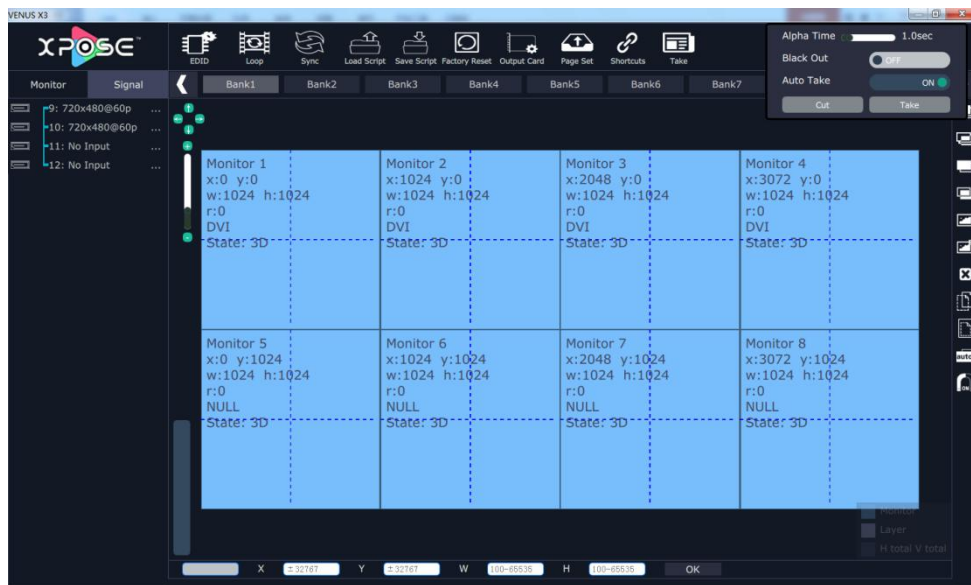 VENUS X3
XPOSE™
EDID Loop Sync Load Script Save Script Factory Reset Output Card Page Set Shortcuts Take
Alpha Time 1.0sec
Black Out OFF
Auto Take ON
Cut Take
Monitor Signal
Bank1 Bank2 Bank3 Bank4 Bank5 Bank6 Bank7
9: 720x480@60p ...
10: 720x480@60p ...
11: No Input ...
12: No Input ...
Monitor 1
x:0 y:0
w:1024 h:1024
r:0
DVI
State: 3D
Monitor 2
x:1024 y:0
w:1024 h:1024
r:0
DVI
State: 3D
Monitor 3
x:2048 y:0
w:1024 h:1024
r:0
DVI
State: 3D
Monitor 4
x:3072 y:0
w:1024 h:1024
r:0
DVI
State: 3D
Monitor 5
x:0 y:1024
w:1024 h:1024
r:0
NULL
State: 3D
Monitor 6
x:1024 y:1024
w:1024 h:1024
r:0
NULL
State: 3D
Monitor 7
x:2048 y:1024
w:1024 h:1024
r:0
NULL
State: 3D
Monitor 8
x:3072 y:1024
w:1024 h:1024
r:0
NULL
State: 3D
auto
ON
Monitor
Layer
H total V total
X ±32767 Y ±32767 W 100-65535 H 100-65535 OK